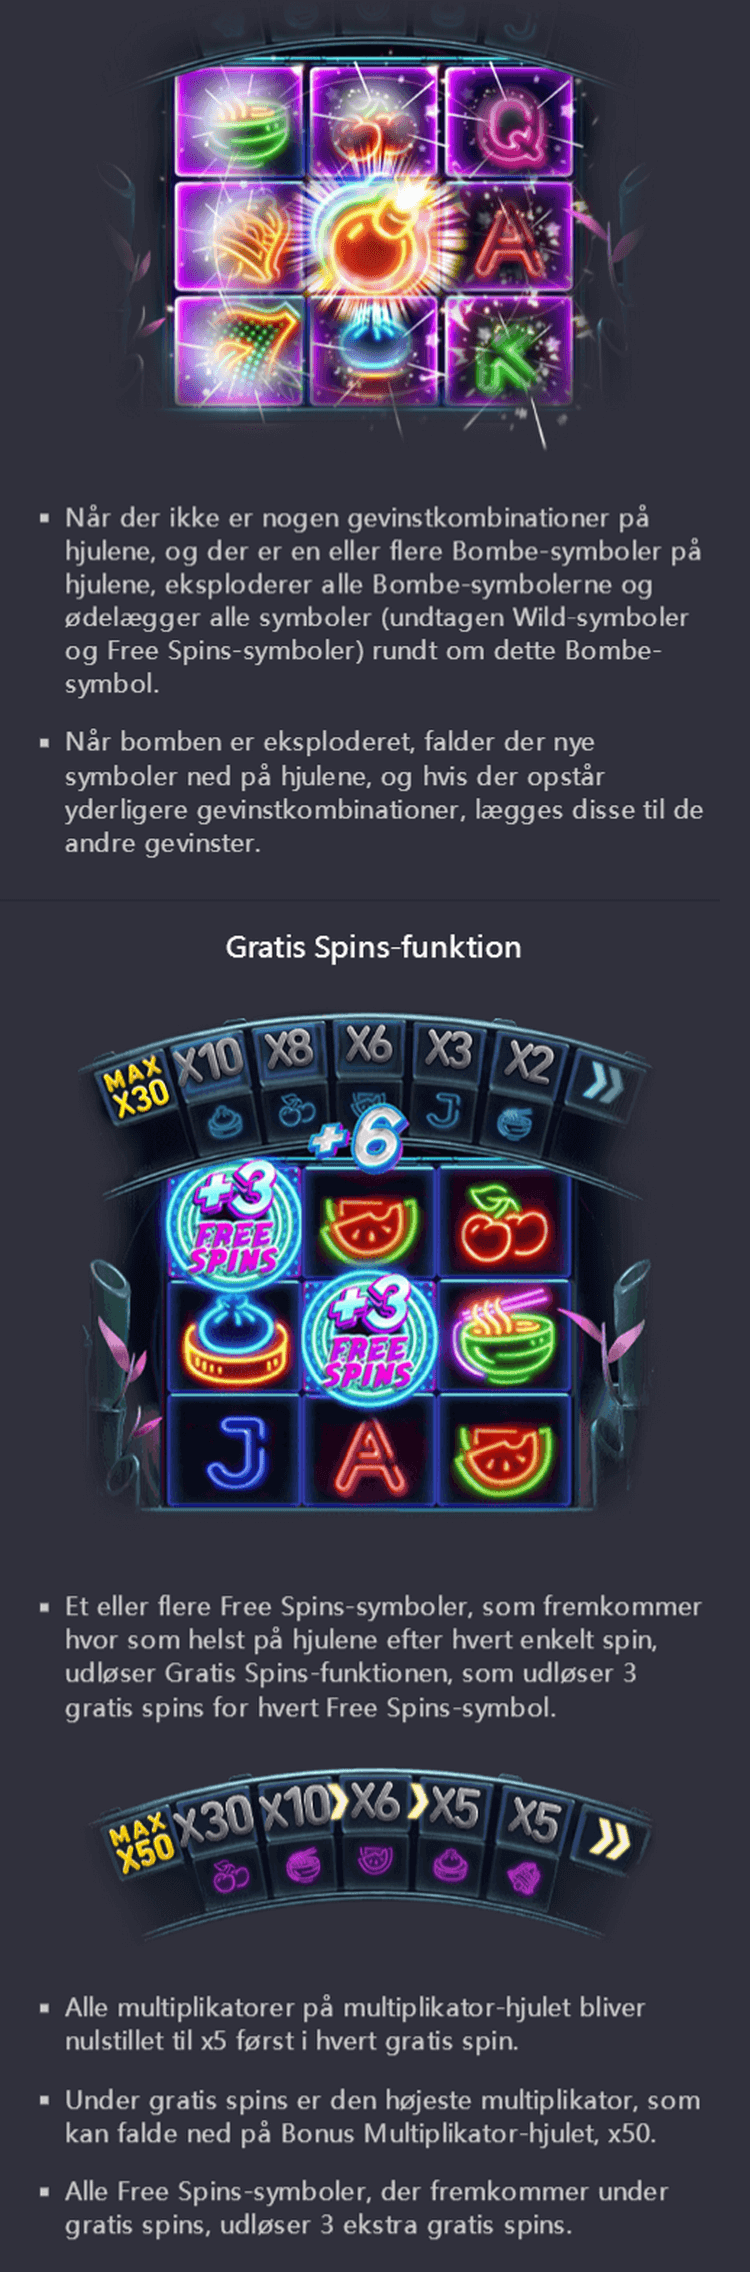 Q
A
7
K
Når der ikke er nogen gevinstkombinationer på
hjulene, og der er en eller flere Bombe-symboler på
hjulene, eksploderer alle Bombe-symbolerne og
ødelægger alle symboler (undtagen Wild-symboler
og Free Spins-symboler) rundt om dette Bombe-
symbol.
Når bomben er eksploderet, falder der nye
symboler ned på hjulene, og hvis der opstår
yderligere gevinstkombinationer, lægges disse til de
andre gevinster.
Gratis Spins-funktion
MAX
X30
X10
X8
X6
X3
X2
J
+6
+3
FREE
SPINS
+3
FREE
SPINS
J
A
Et eller flere Free Spins-symboler, som fremkommer
hvor som helst på hjulene efter hvert enkelt spin,
udløser Gratis Spins-funktionen, som udløser 3
gratis spins for hvert Free Spins-symbol.
MAX
X50
X30
X10
X6
X5
X5
Alle multiplikatorer på multiplikator-hjulet bliver
nulstillet til x5 først i hvert gratis spin.
Under gratis spins er den højeste multiplikator, som
kan falde ned på Bonus Multiplikator-hjulet, x50.
Alle Free Spins-symboler, der fremkommer under
gratis spins, udløser 3 ekstra gratis spins.